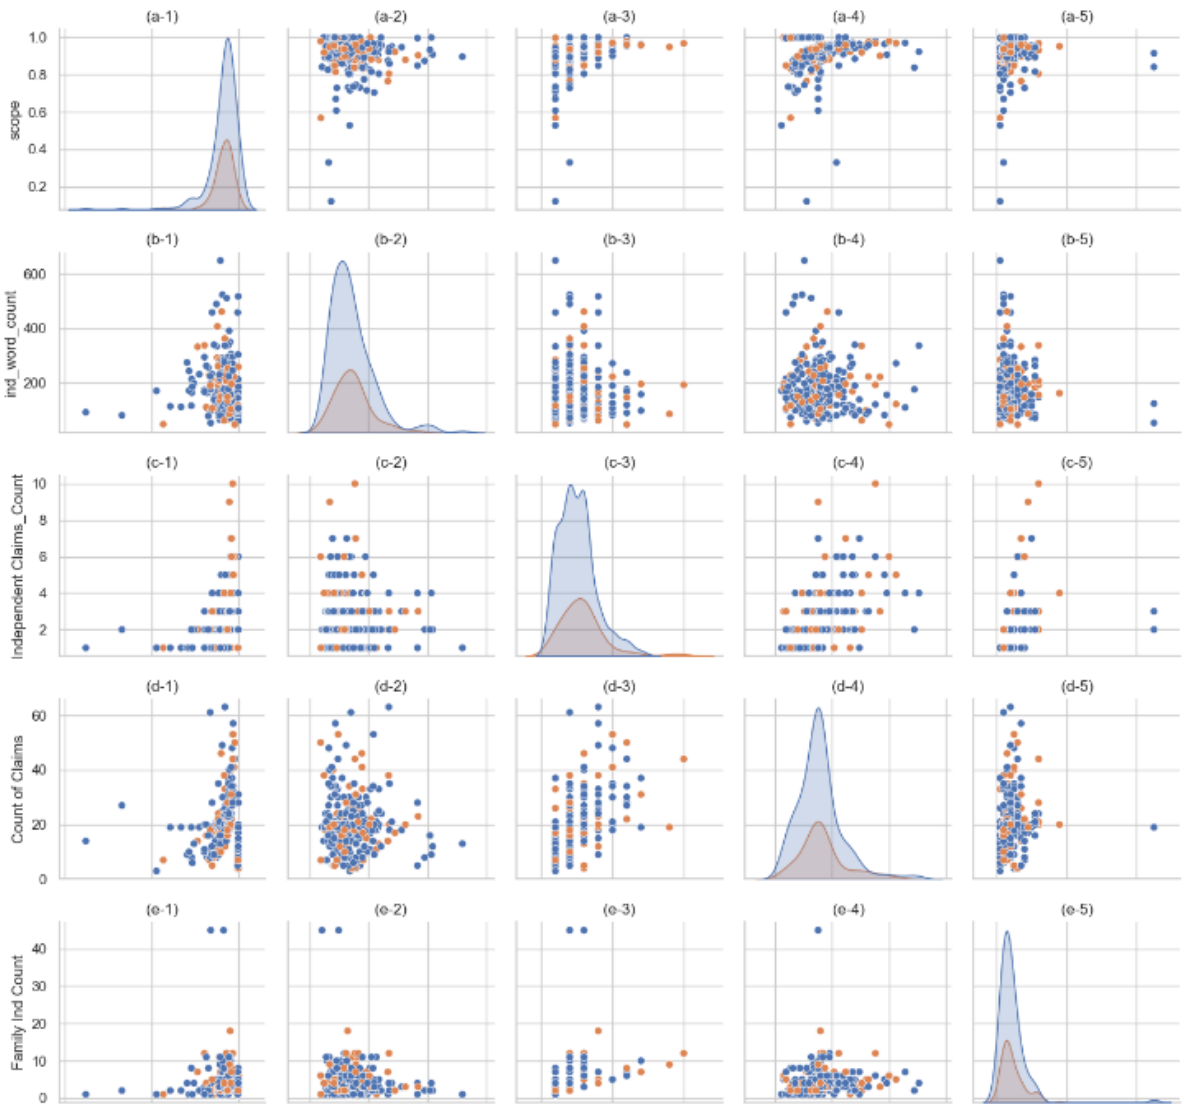 (a-1) (a-2) (a-3) (a-4) (a-5)
1.0
0.8
0.6
0.4
0.2
scope
(b-1) (b-2) (b-3) (b-4) (b-5)
600
400
200
ind_word_count
(c-1) (c-2) (c-3) (c-4) (c-5)
10
8
6
4
2
Independent Claims_Count
(d-1) (d-2) (d-3) (d-4) (d-5)
60
40
20
0
Count of Claims
(e-1) (e-2) (e-3) (e-4) (e-5)
40
30
20
10
0
Family Ind Count